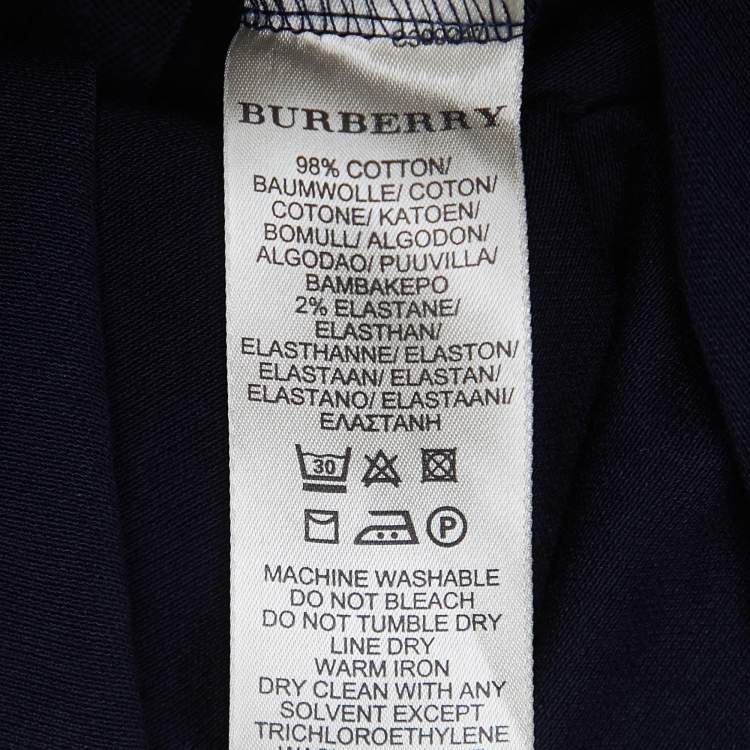 BURBERRY
98% COTTON/
BAUMWOLLE/ COTON/
COTONE/ KATOEN/
BOMULL/ ALGODON/
ALGODAO/ PUUVILLA/
ΒΑΜΒΑΚΕΡΟ
2% ELASTANE/
ELASTHAN/
ELASTHANNE/ ELASTON/
ELASTAAN/ ELASTAN/
ELASTANO/ ELASTAANI/
ΕΛΑΣΤΑΝΗ
30
P
MACHINE WASHABLE
DO NOT BLEACH
DO NOT TUMBLE DRY
LINE DRY
WARM IRON
DRY CLEAN WITH ANY
SOLVENT EXCEPT
TRICHLOROETHYLENE